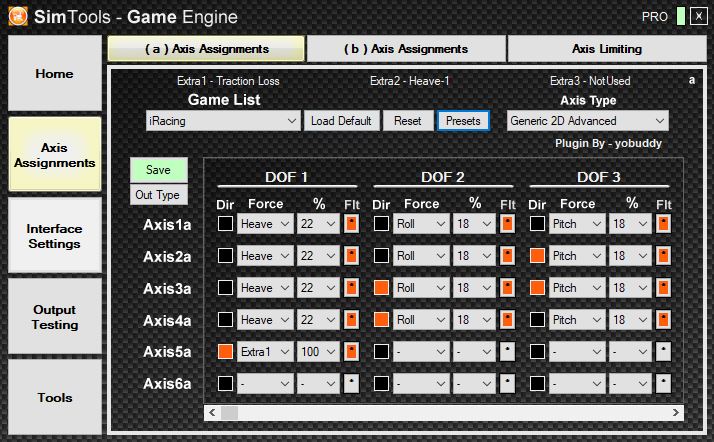 SimTools - Game Engine PRO X
Home
Axis Assignments
Interface Settings
Output Testing
Tools
( a ) Axis Assignments ( b ) Axis Assignments Axis Limiting
Extra1 - Traction Loss Extra2 - Heave-1 Extra3 - NotUsed a
Game List Axis Type
iRacing Load Default Reset Presets Generic 2D Advanced
Plugin By - yobuddy
Save
Out Type
DOF 1 DOF 2 DOF 3
Dir Force % Flt Dir Force % Flt Dir Force % Flt
Axis1a Heave 22 * Roll 18 * Pitch 18 *
Axis2a Heave 22 * Roll 18 * Pitch 18 *
Axis3a Heave 22 * Roll 18 * Pitch 18 *
Axis4a Heave 22 * Roll 18 * Pitch 18 *
Axis5a Extra1 100 * - - * - - *
Axis6a - - * - - * - - *